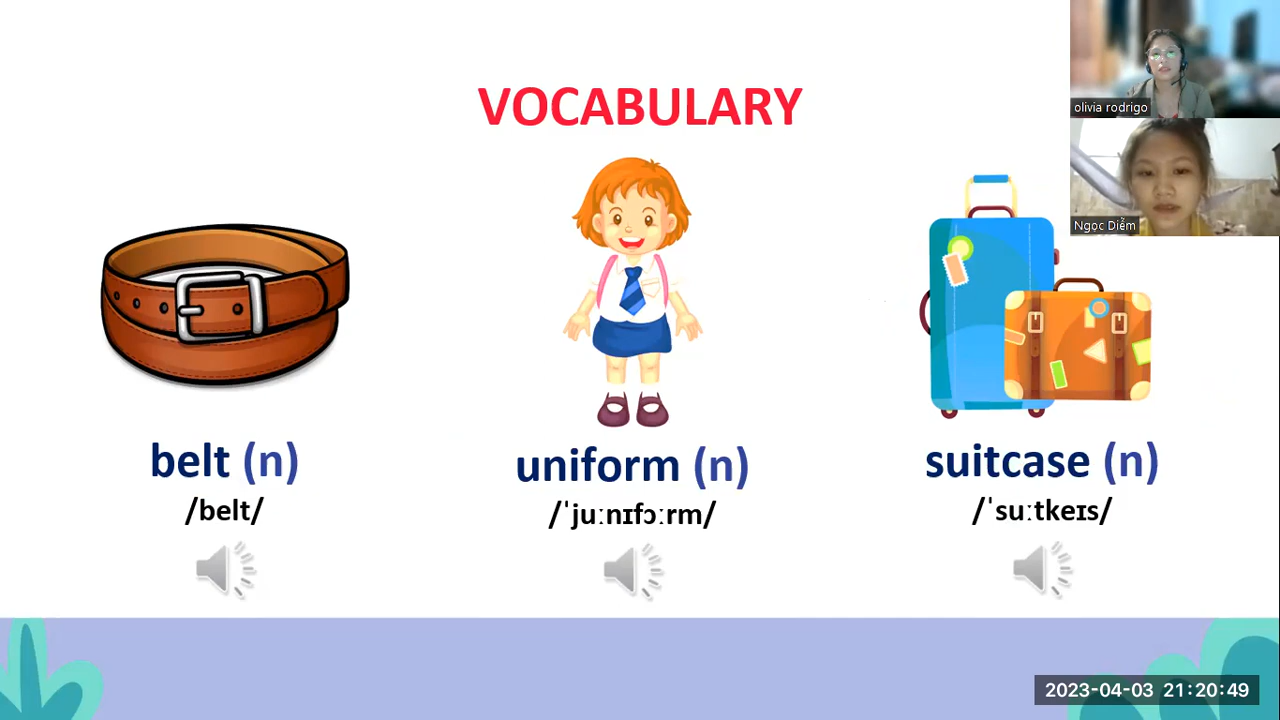 VOCABULARY
olivia rodrigo
Ngọc Diễm
belt (n)
/belt/
uniform (n)
/ˈjuːnɪfɔːrm/
suitcase (n)
/ˈsuːtkeɪs/
2023-04-03 21:20:49